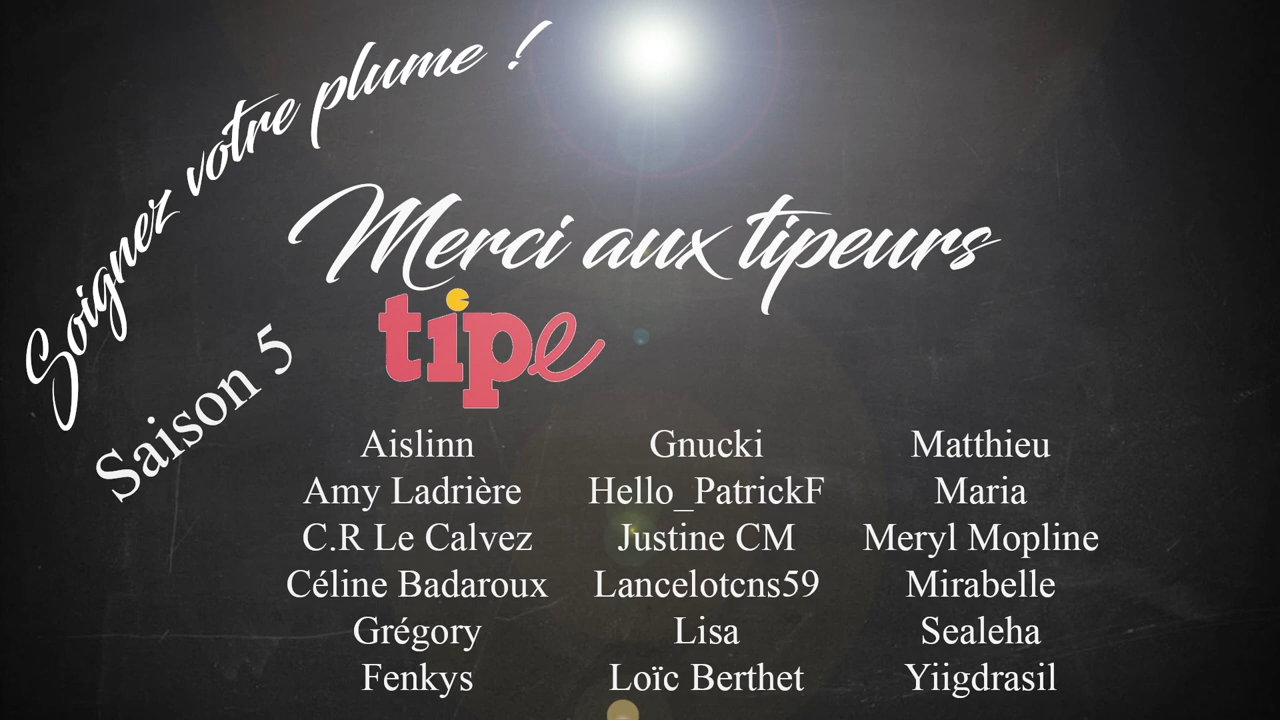 Soignez votre plume !
Saison 5
Merci aux tipeurs
tipe
Aislinn
Amy Ladrière
C.R Le Calvez
Céline Badaroux
Grégory
Fenkys
Gnucki
Hello_PatrickF
Justine CM
Lancelotcns59
Lisa
Loïc Berthet
Matthieu
Maria
Meryl Mopline
Mirabelle
Sealeha
Yiigdrasil